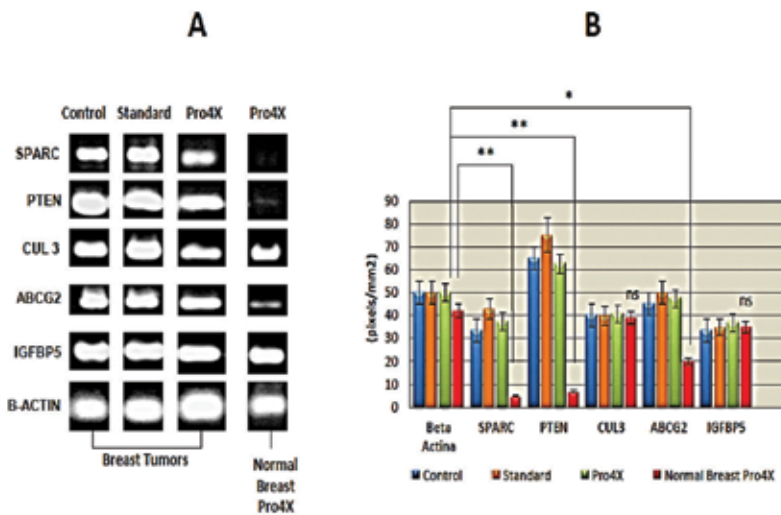 A
Control Standard Pro4X Pro4X
SPARC
PTEN
CUL 3
ABCG2
IGFBP5
B-ACTIN
Breast Tumors
Normal
Breast
Pro4X
B
*
**
**
90
80
70
60
50
40
30
20
10
0
(pixels/mm2)
ns
ns
Beta
Actina
SPARC
PTEN
CUL3
ABCG2
IGFBP5
Control Standard Pro4X Normal Breast Pro4X